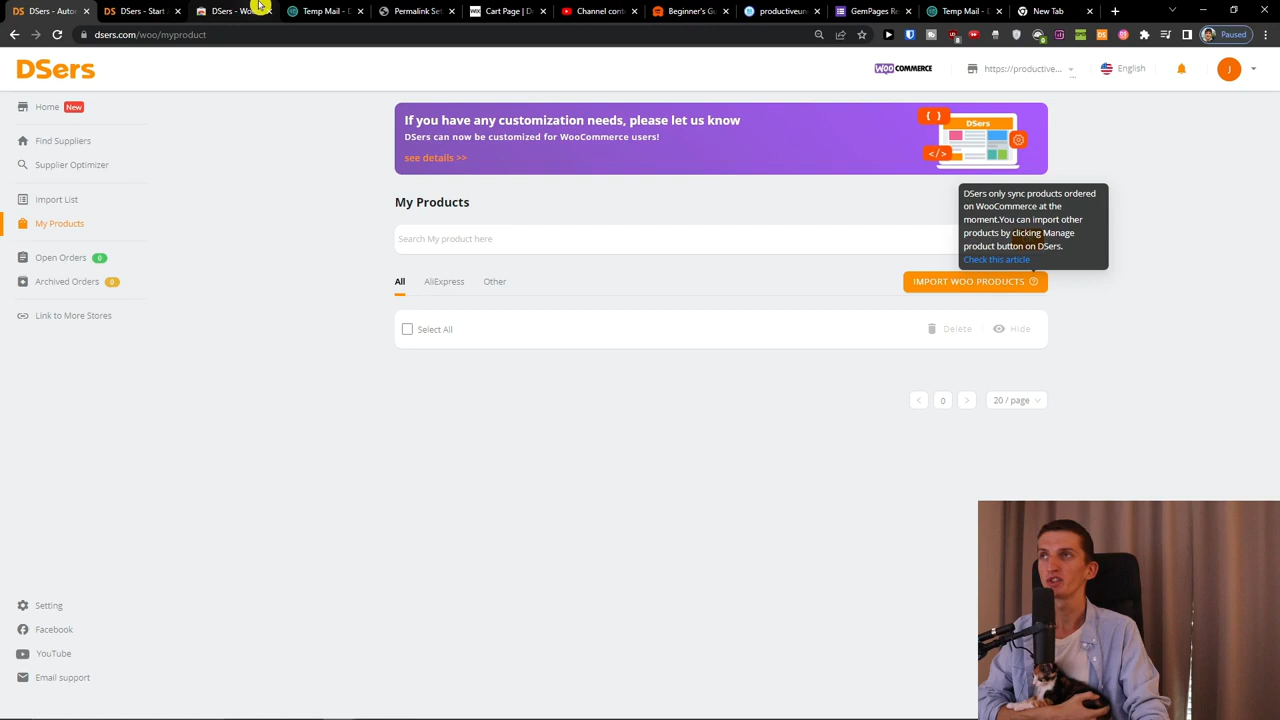 DSers - Autor
DSers - Start
DSers - Woo
Temp Mail - D
Permalink Set
Cart Page | De
Channel cont
Beginner's Gu
productiveun
GemPages Re
Temp Mail - D
New Tab
dsers.com/woo/myproduct
Paused
DSers
WOO COMMERCE
https://productive...
English
J
Home New
Find Suppliers
Supplier Optimizer
Import List
My Products
Open Orders 0
Archived Orders 0
Link to More Stores
If you have any customization needs, please let us know
DSers can now be customized for WooCommerce users!
see details >>
DSers
My Products
Search My product here
DSers only sync products ordered
on WooCommerce at the
moment.You can import other
products by clicking Manage
product button on DSers.
Check this article
All
AliExpress
Other
IMPORT WOO PRODUCTS
Select All
Delete
Hide
0
20 / page
Setting
Facebook
YouTube
Email support